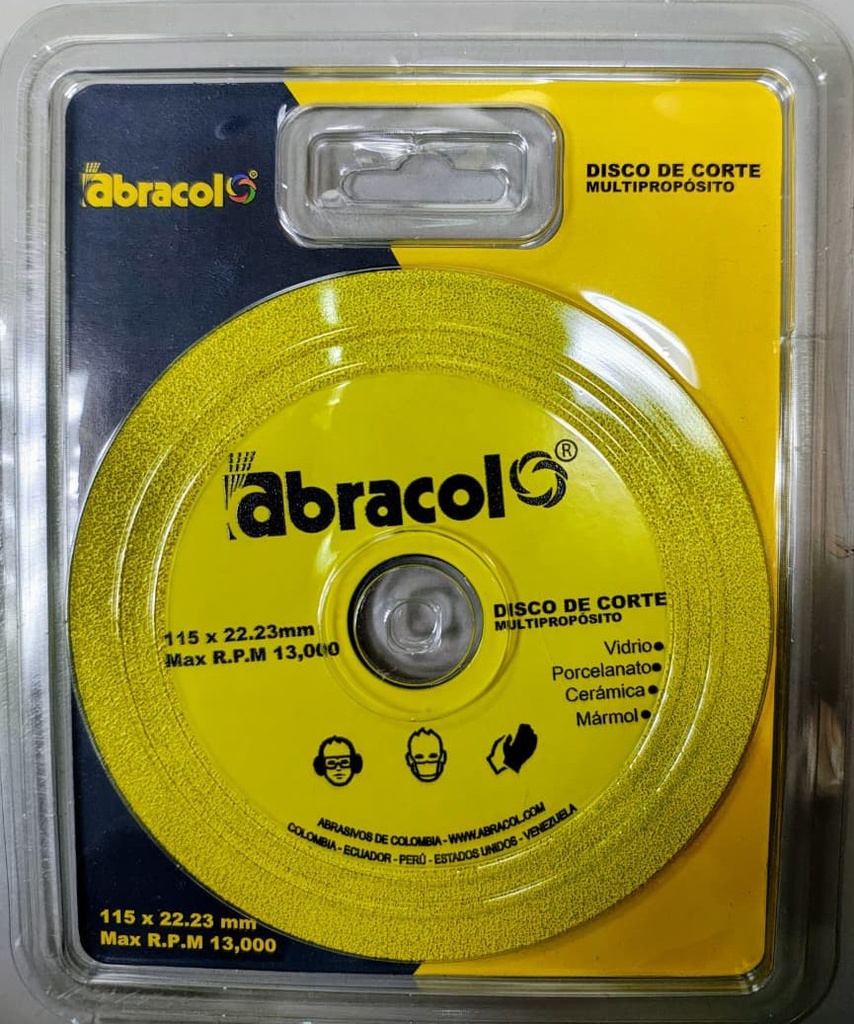 abracol®
DISCO DE CORTE
MULTIPROPÓSITO
abracol®
115 x 22.23mm
Max R.P.M 13,000
DISCO DE CORTE
MULTIPROPÓSITO
Vidrio●
Porcelanato●
Cerámica●
Mármol●
ABRASIVOS DE COLOMBIA - WWW.ABRACOL.COM
COLOMBIA - ECUADOR - PERÚ - ESTADOS UNIDOS - VENEZUELA
115 x 22.23 mm
Max R.P.M 13,000